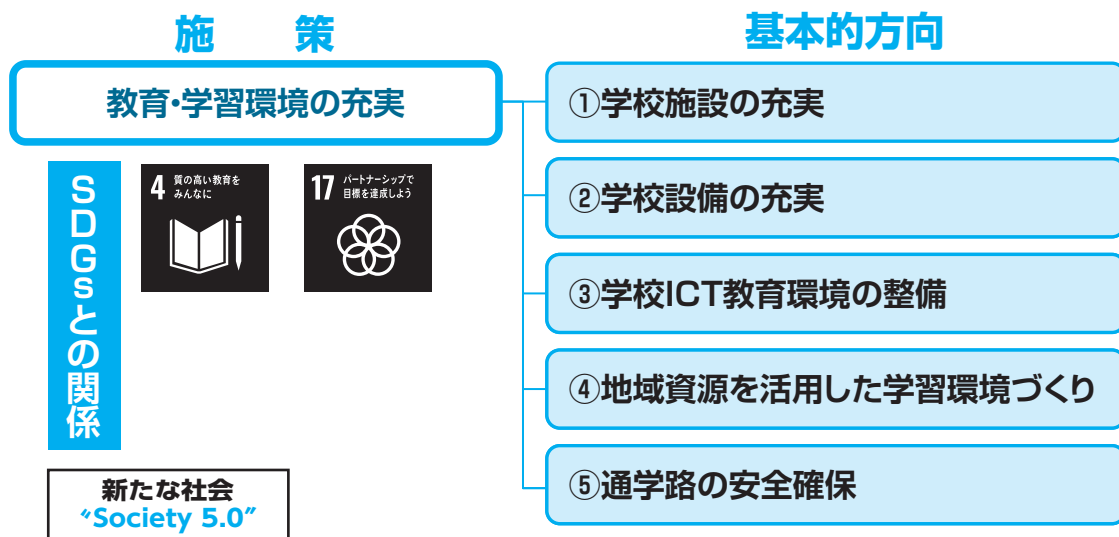 施　策
教育・学習環境の充実
SDGsとの関係
4 質の高い教育を
みんなに
17 パートナーシップで
目標を達成しよう
新たな社会
“Society 5.0”
基本的方向
①学校施設の充実
②学校設備の充実
③学校ICT教育環境の整備
④地域資源を活用した学習環境づくり
⑤通学路の安全確保